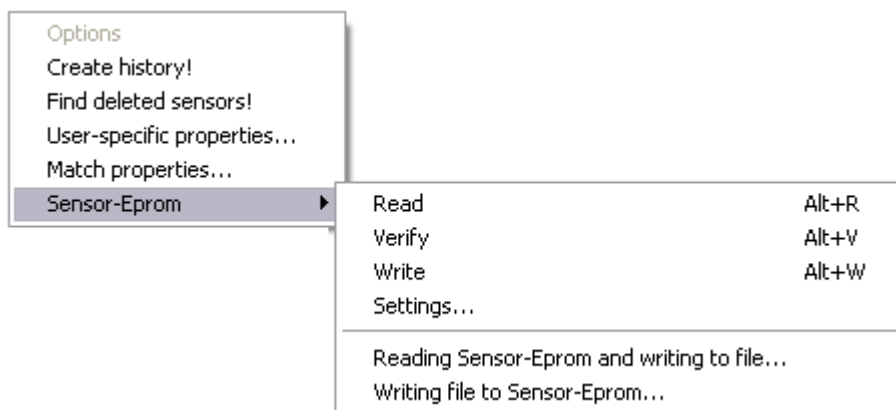 Options
Create history!
Find deleted sensors!
User-specific properties...
Match properties...
Sensor-Eprom
Read Alt+R
Verify Alt+V
Write Alt+W
Settings...
Reading Sensor-Eprom and writing to file...
Writing file to Sensor-Eprom...